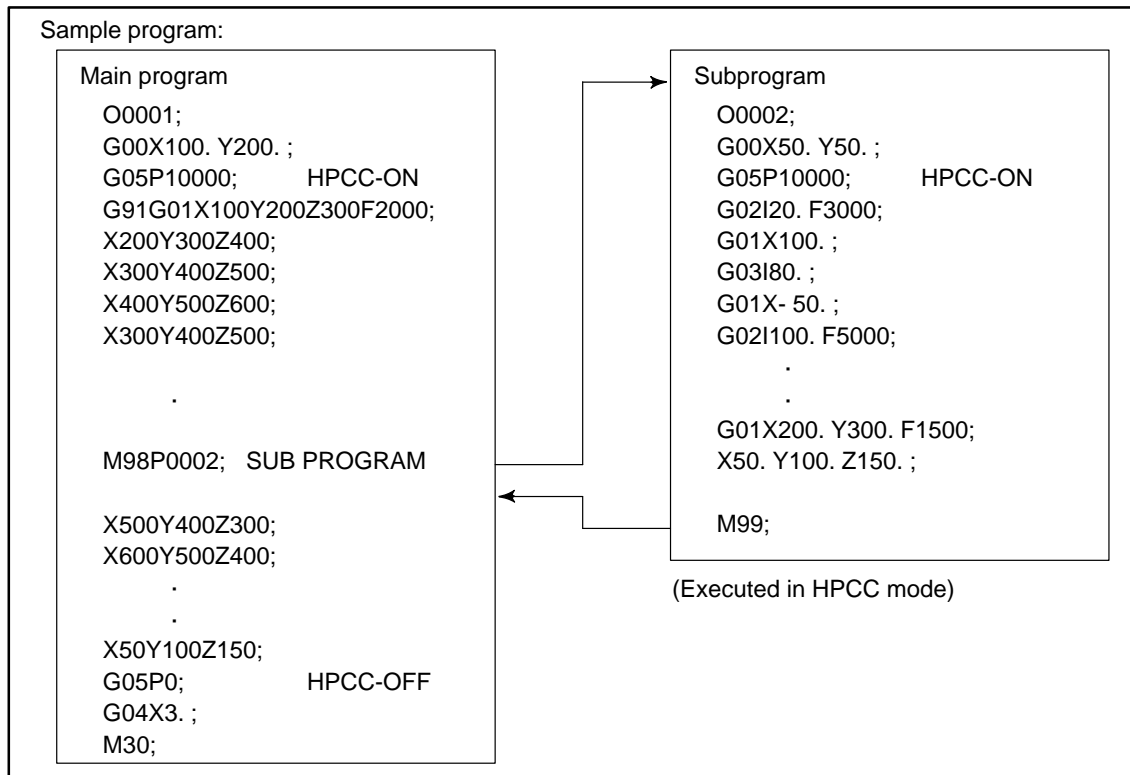 Sample program:
Main program
O0001;
G00X100. Y200. ;
G05P10000; HPCC-ON
G91G01X100Y200Z300F2000;
X200Y300Z400;
X300Y400Z500;
X400Y500Z600;
X300Y400Z500;
.
M98P0002; SUB PROGRAM
X500Y400Z300;
X600Y500Z400;
.
.
X50Y100Z150;
G05P0; HPCC-OFF
G04X3. ;
M30;
Subprogram
O0002;
G00X50. Y50. ;
G05P10000; HPCC-ON
G02I20. F3000;
G01X100. ;
G03I80. ;
G01X- 50. ;
G02I100. F5000;
.
.
G01X200. Y300. F1500;
X50. Y100. Z150. ;
M99;
(Executed in HPCC mode)